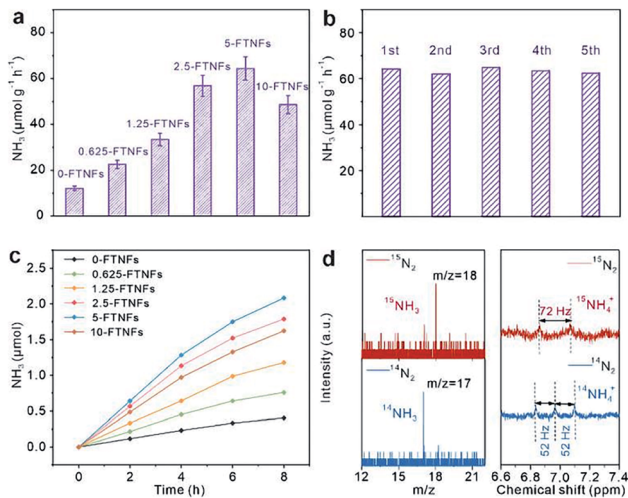 a
NH₃ (μmol g⁻¹ h⁻¹)
80
60
40
20
0
0-FTNFs
0.625-FTNFs
1.25-FTNFs
2.5-FTNFs
5-FTNFs
10-FTNFs
b
NH₃ (μmol g⁻¹ h⁻¹)
80
60
40
20
0
1st 2nd 3rd 4th 5th
c
NH₃ (μmol)
2.5
2.0
1.5
1.0
0.5
0.0
0-FTNFs
0.625-FTNFs
1.25-FTNFs
2.5-FTNFs
5-FTNFs
10-FTNFs
0 2 4 6 8
Time (h)
d
Intensity (a.u.)
¹⁵N₂
m/z=18
¹⁵NH₃
¹⁴N₂
m/z=17
¹⁴NH₃
12 15 18 21 22
m/z
¹⁵N₂
72 Hz
¹⁵NH₄⁺
¹⁴N₂
¹⁴NH₄⁺
52 Hz
52 Hz
6.6 6.8 7.0 7.2 7.4
Chemical shift (ppm)